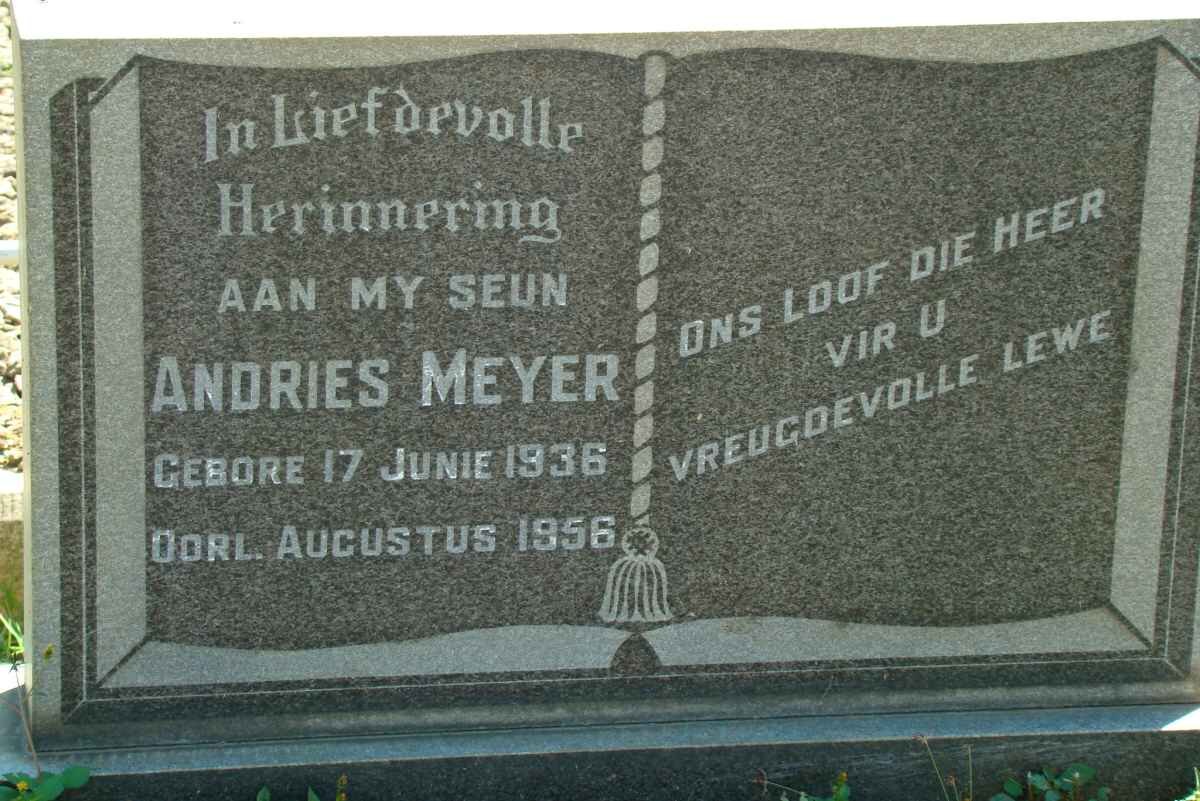 In Liefdevolle
Herinnering
AAN MY SEUN
ANDRIES MEYER
GEBORE 17 JUNIE 1936
OORL. AUGUSTUS 1956
ONS LOOF DIE HEER
VIR U
VREUGDEVOLLE LEWE